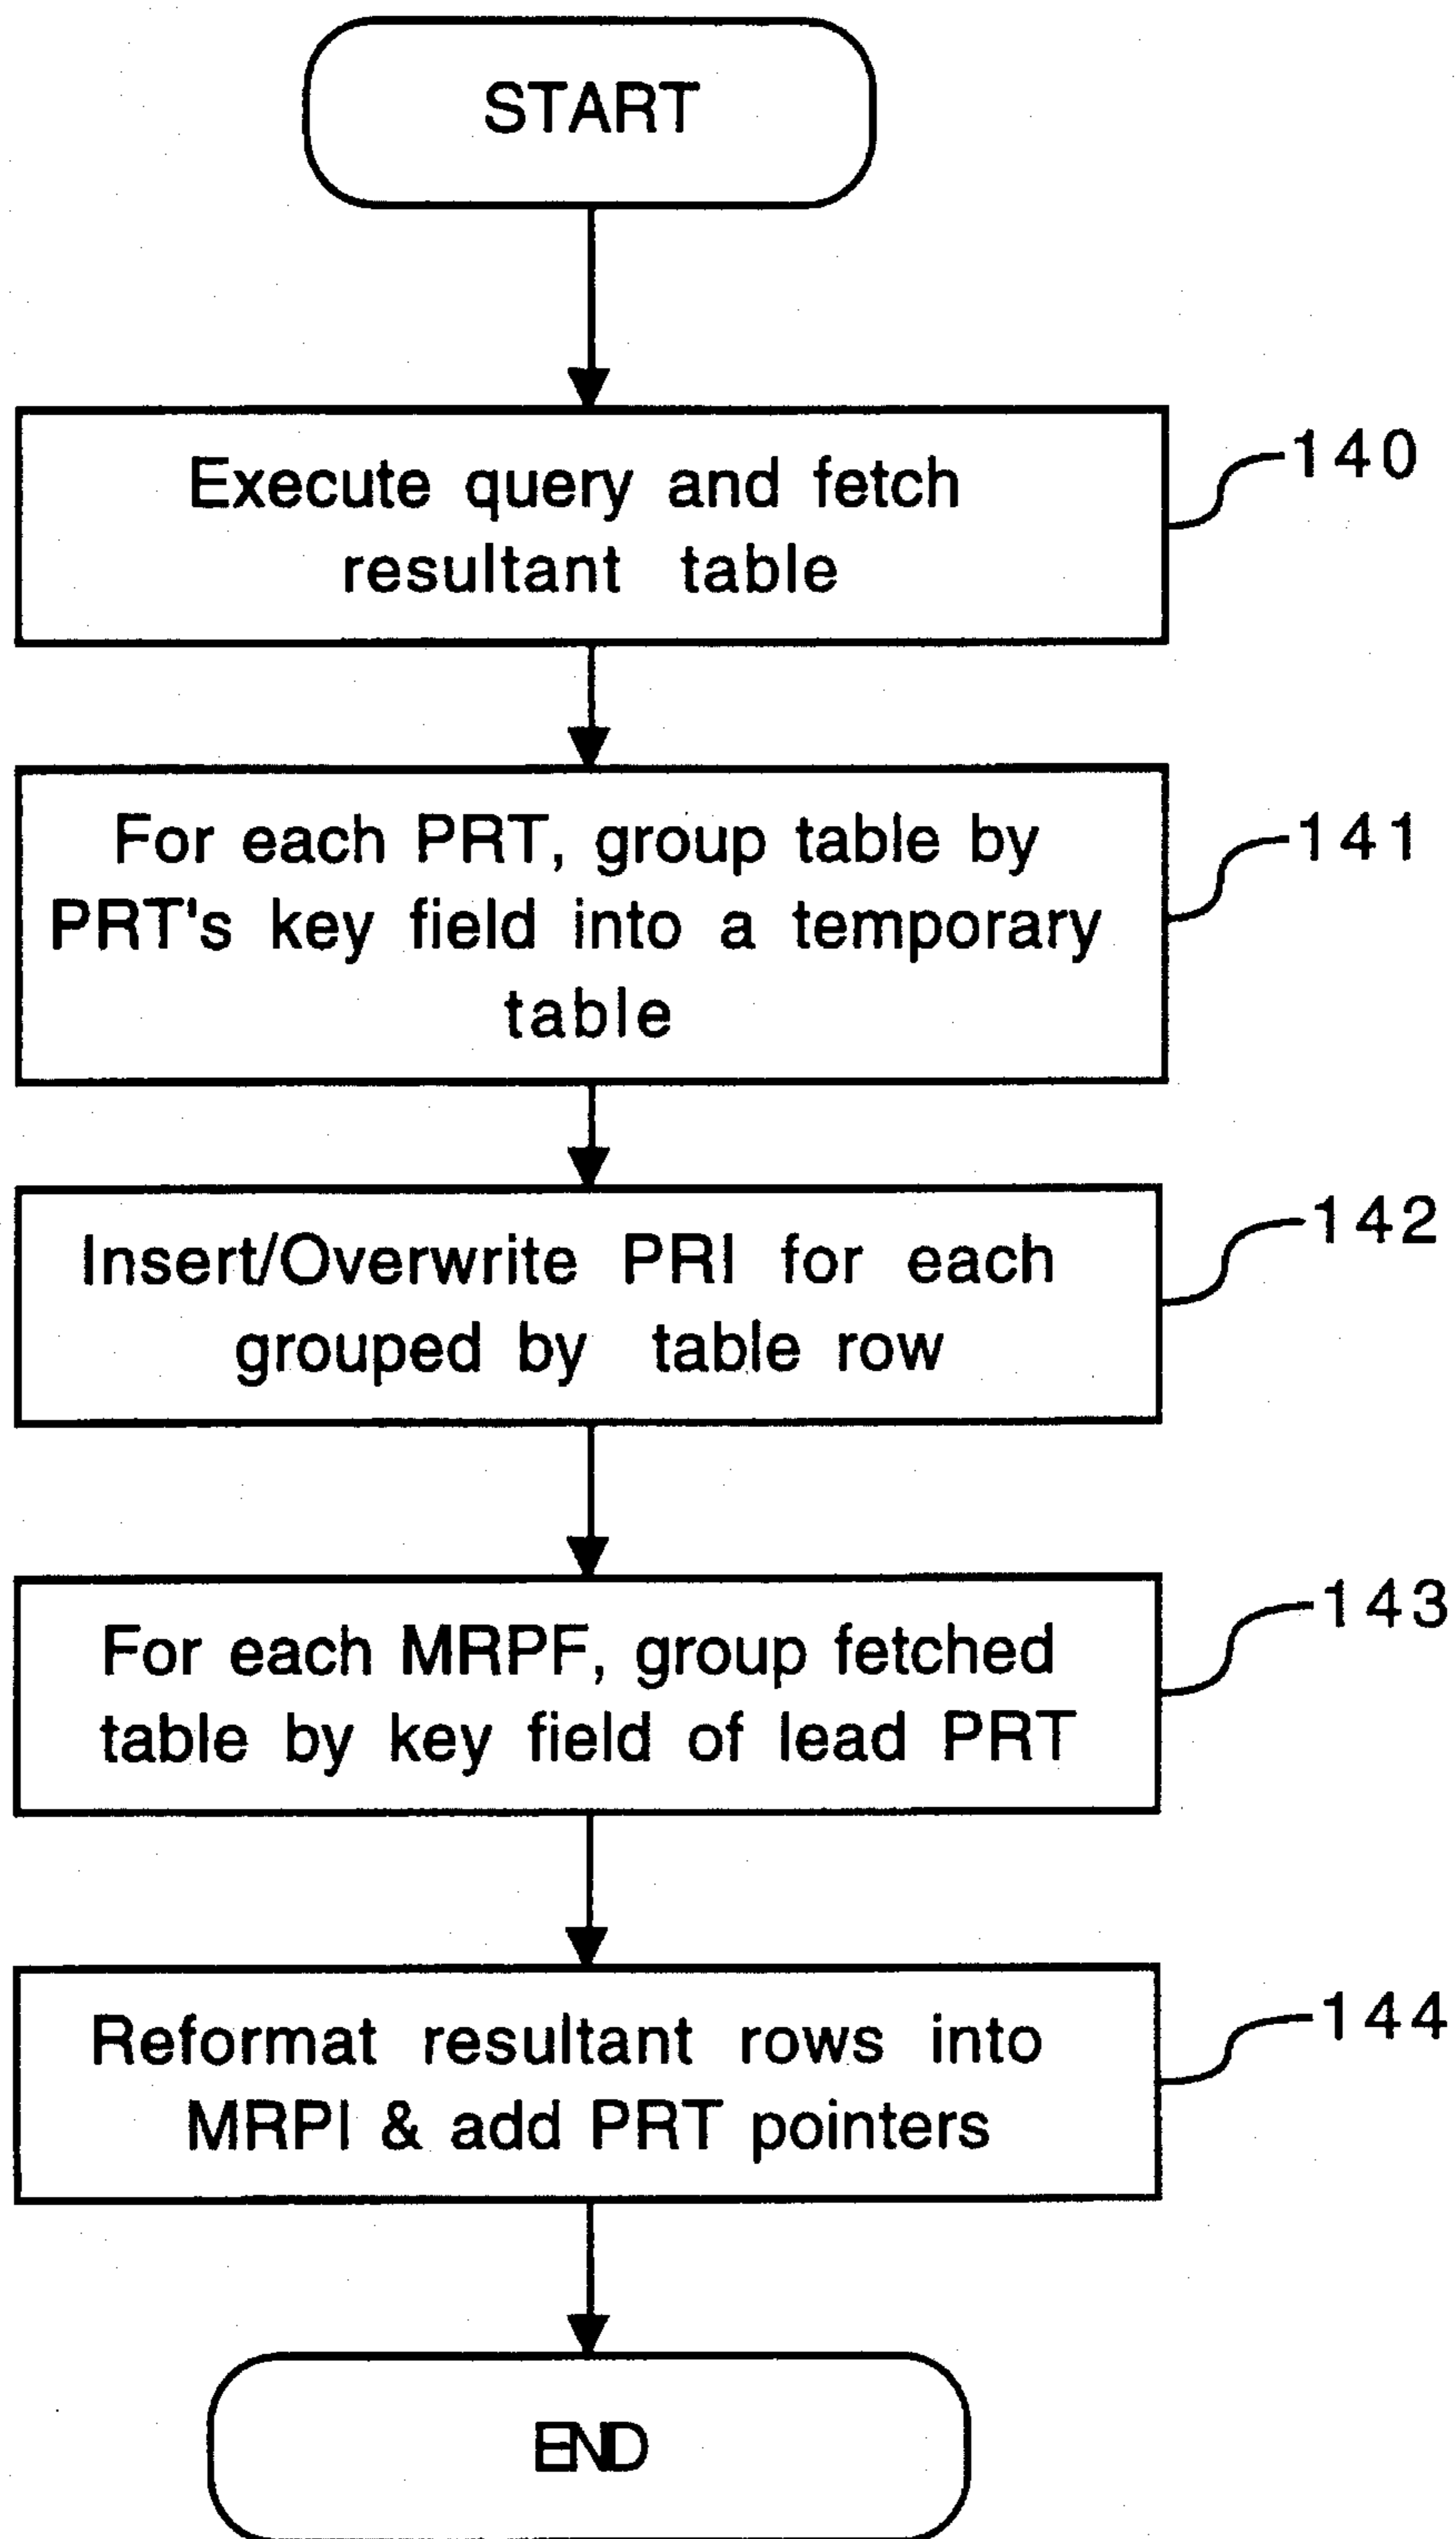 START
Execute query and fetch
resultant table
140
For each PRT, group table by
PRT's key field into a temporary
table
141
Insert/Overwrite PRI for each
grouped by table row
142
For each MRPF, group fetched
table by key field of lead PRT
143
Reformat resultant rows into
MRPI & add PRT pointers
144
END